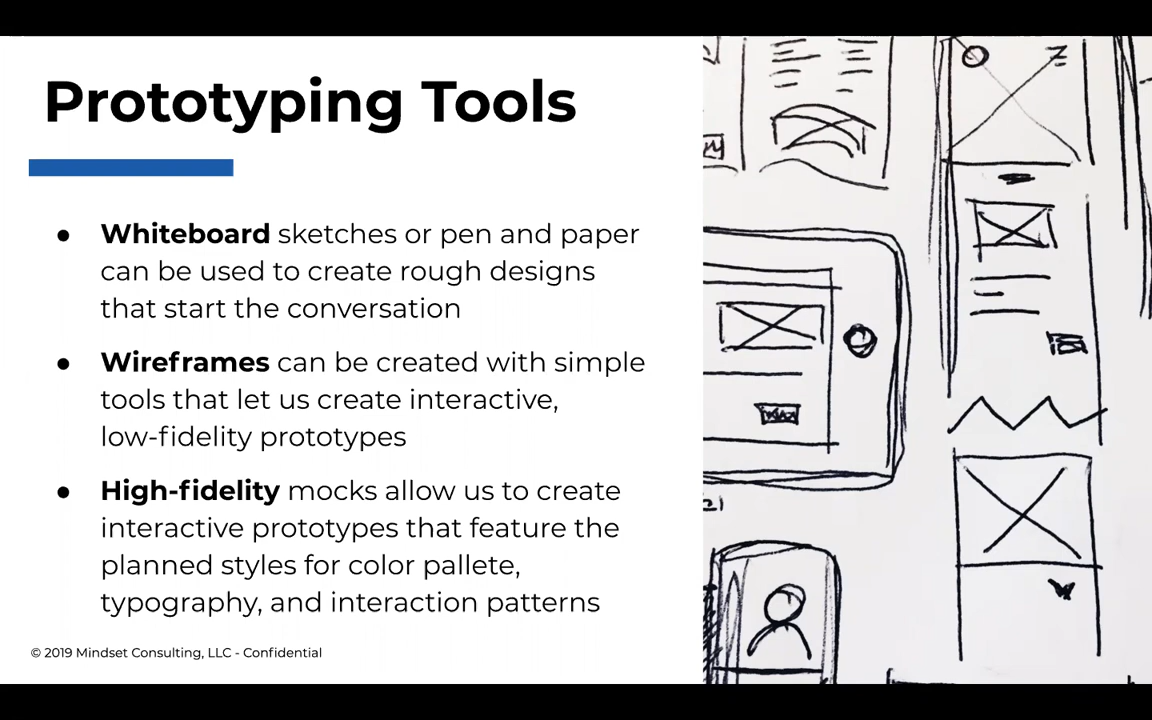 Prototyping Tools
● Whiteboard sketches or pen and paper
can be used to create rough designs
that start the conversation
● Wireframes can be created with simple
tools that let us create interactive,
low-fidelity prototypes
● High-fidelity mocks allow us to create
interactive prototypes that feature the
planned styles for color pallete,
typography, and interaction patterns
© 2019 Mindset Consulting, LLC - Confidential